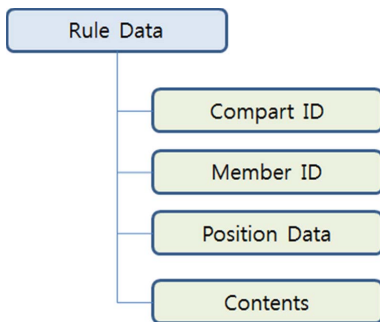 Rule Data
Compart ID
Member ID
Position Data
Contents